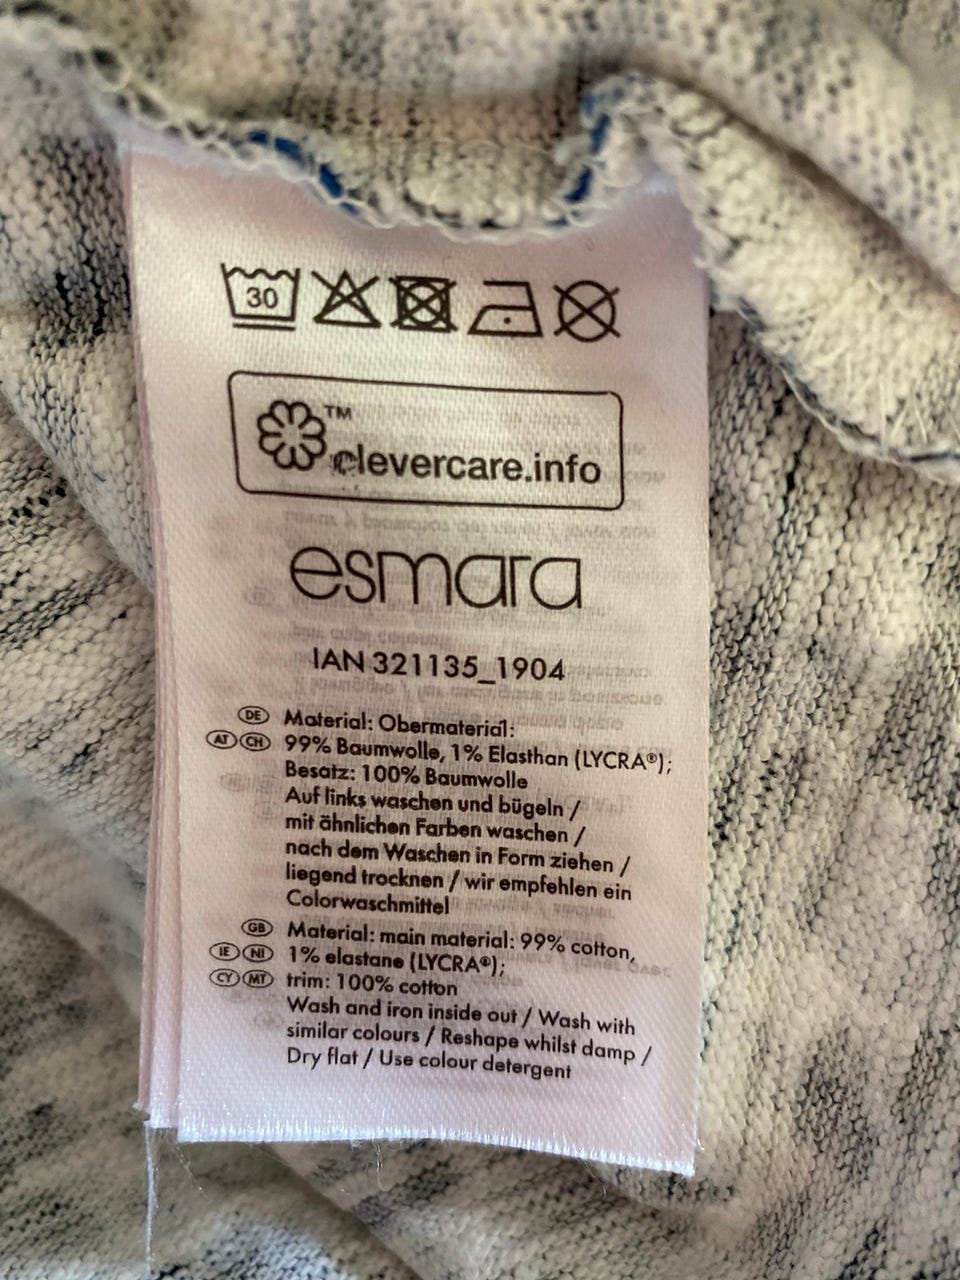 30
TM
clevercare.info
esmara
IAN 321135_1904
DE Material: Obermaterial:
AT CH 99% Baumwolle, 1% Elasthan (LYCRA®);
Besatz: 100% Baumwolle
Auf links waschen und bügeln /
mit ähnlichen Farben waschen /
nach dem Waschen in Form ziehen /
liegend trocknen / wir empfehlen ein
Colorwaschmittel
GB Material: main material: 99% cotton,
IE NI 1% elastane (LYCRA®);
CY MT trim: 100% cotton
Wash and iron inside out / Wash with
similar colours / Reshape whilst damp /
Dry flat / Use colour detergent